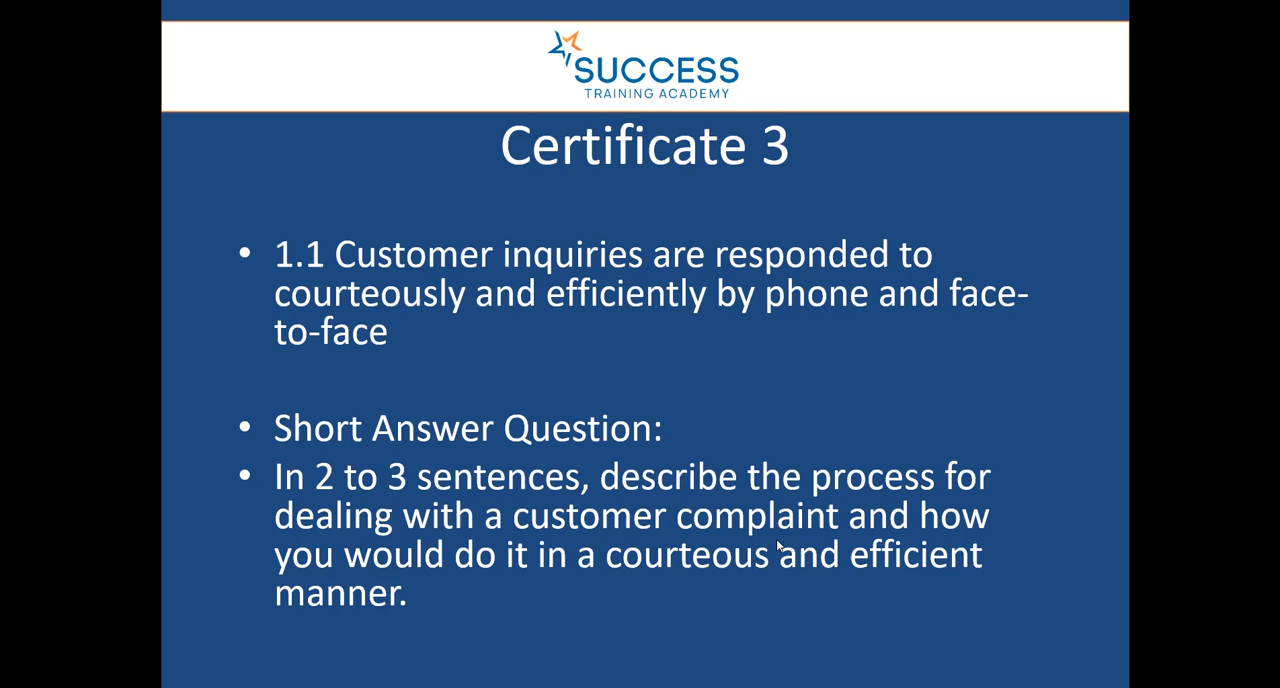 SUCCESS
TRAINING ACADEMY
Certificate 3
• 1.1 Customer inquiries are responded to
courteously and efficiently by phone and face-
to-face
• Short Answer Question:
• In 2 to 3 sentences, describe the process for
dealing with a customer complaint and how
you would do it in a courteous and efficient
manner.